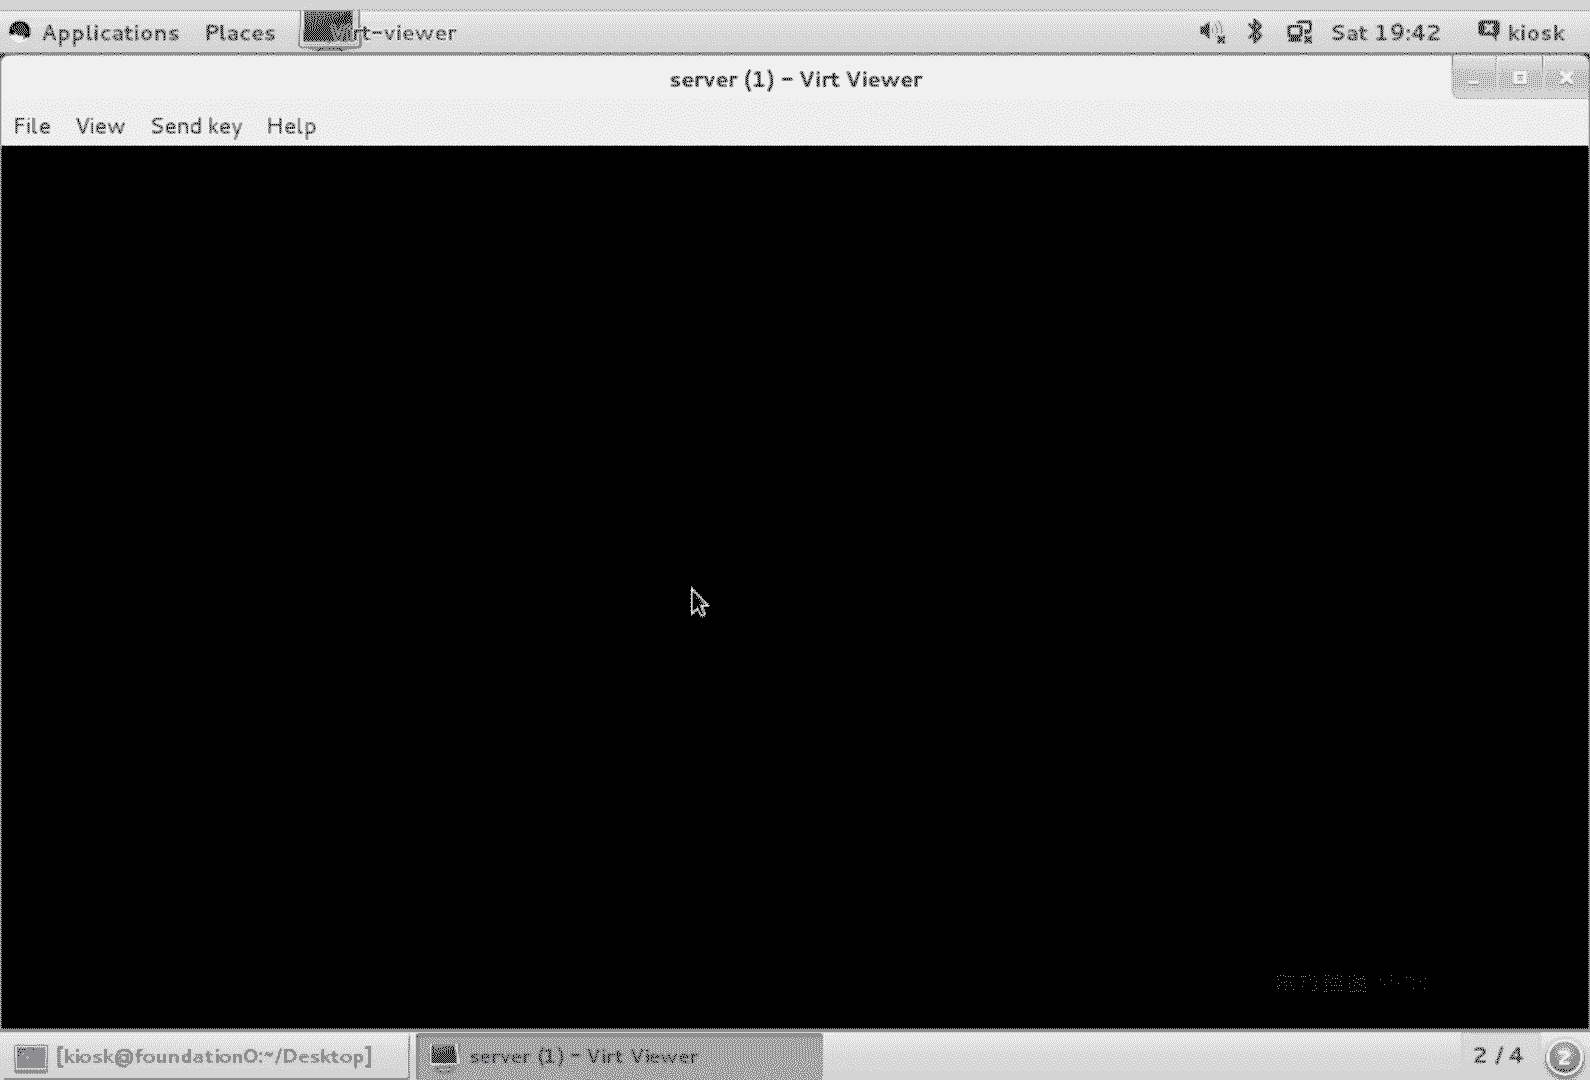 Applications Places Virt-viewer Sat 19:42 kiosk
server (1) – Virt Viewer
File View Send key Help
[kiosk@foundation0:~/Desktop] server (1) – Virt Viewer 2 / 4 2